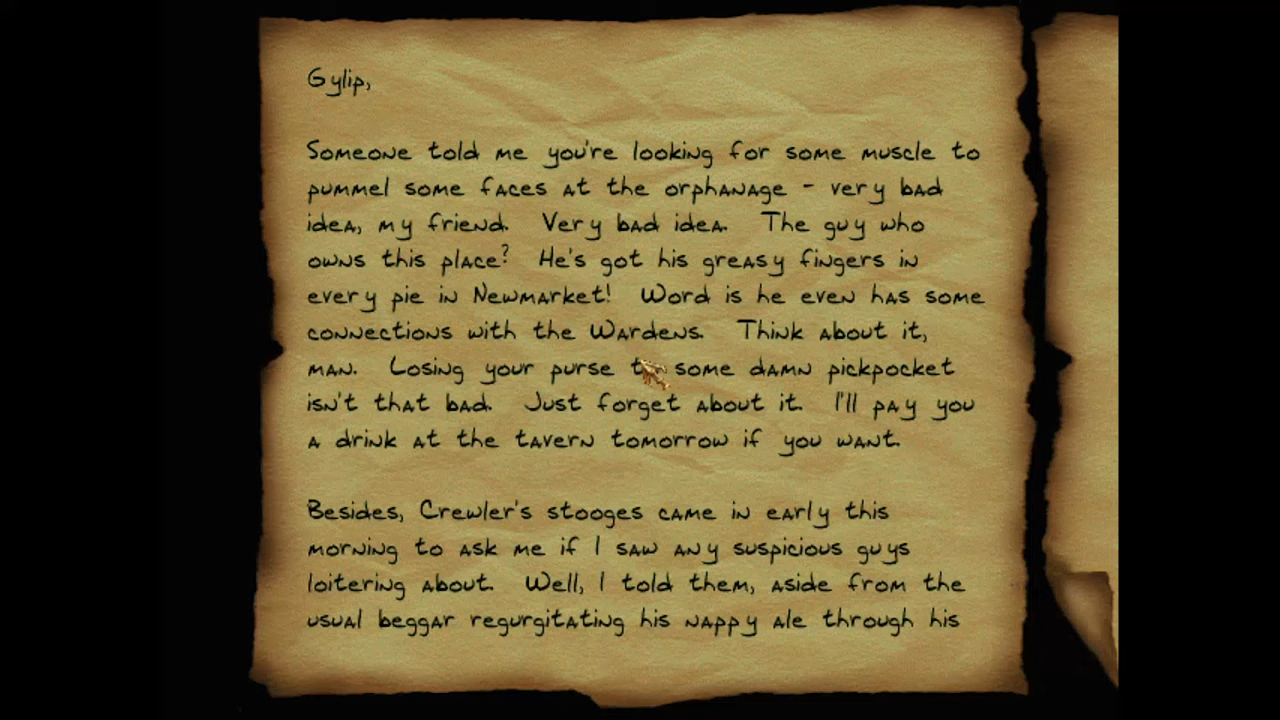 Gylip,
Someone told me you're looking for some muscle to
pummel some faces at the orphanage - very bad
idea, my friend. Very bad idea. The guy who
owns this place? He's got his greasy fingers in
every pie in Newmarket! Word is he even has some
connections with the Wardens. Think about it,
man. Losing your purse to some damn pickpocket
isn't that bad. Just forget about it. I'll pay you
a drink at the tavern tomorrow if you want.
Besides, Crewler's stooges came in early this
morning to ask me if I saw any suspicious guys
loitering about. Well, I told them, aside from the
usual beggar regurgitating his nappy ale through his